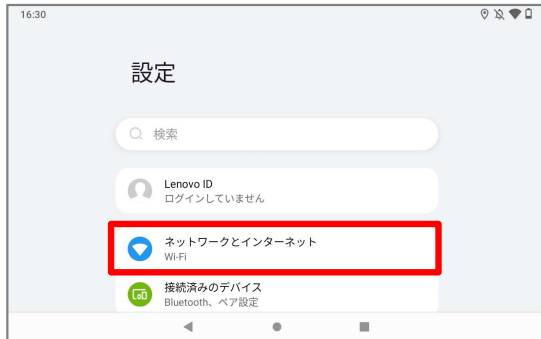 16:30
設定
検索
Lenovo ID
ログインしていません
ネットワークとインターネット
Wi-Fi
接続済みのデバイス
Bluetooth、ペア設定